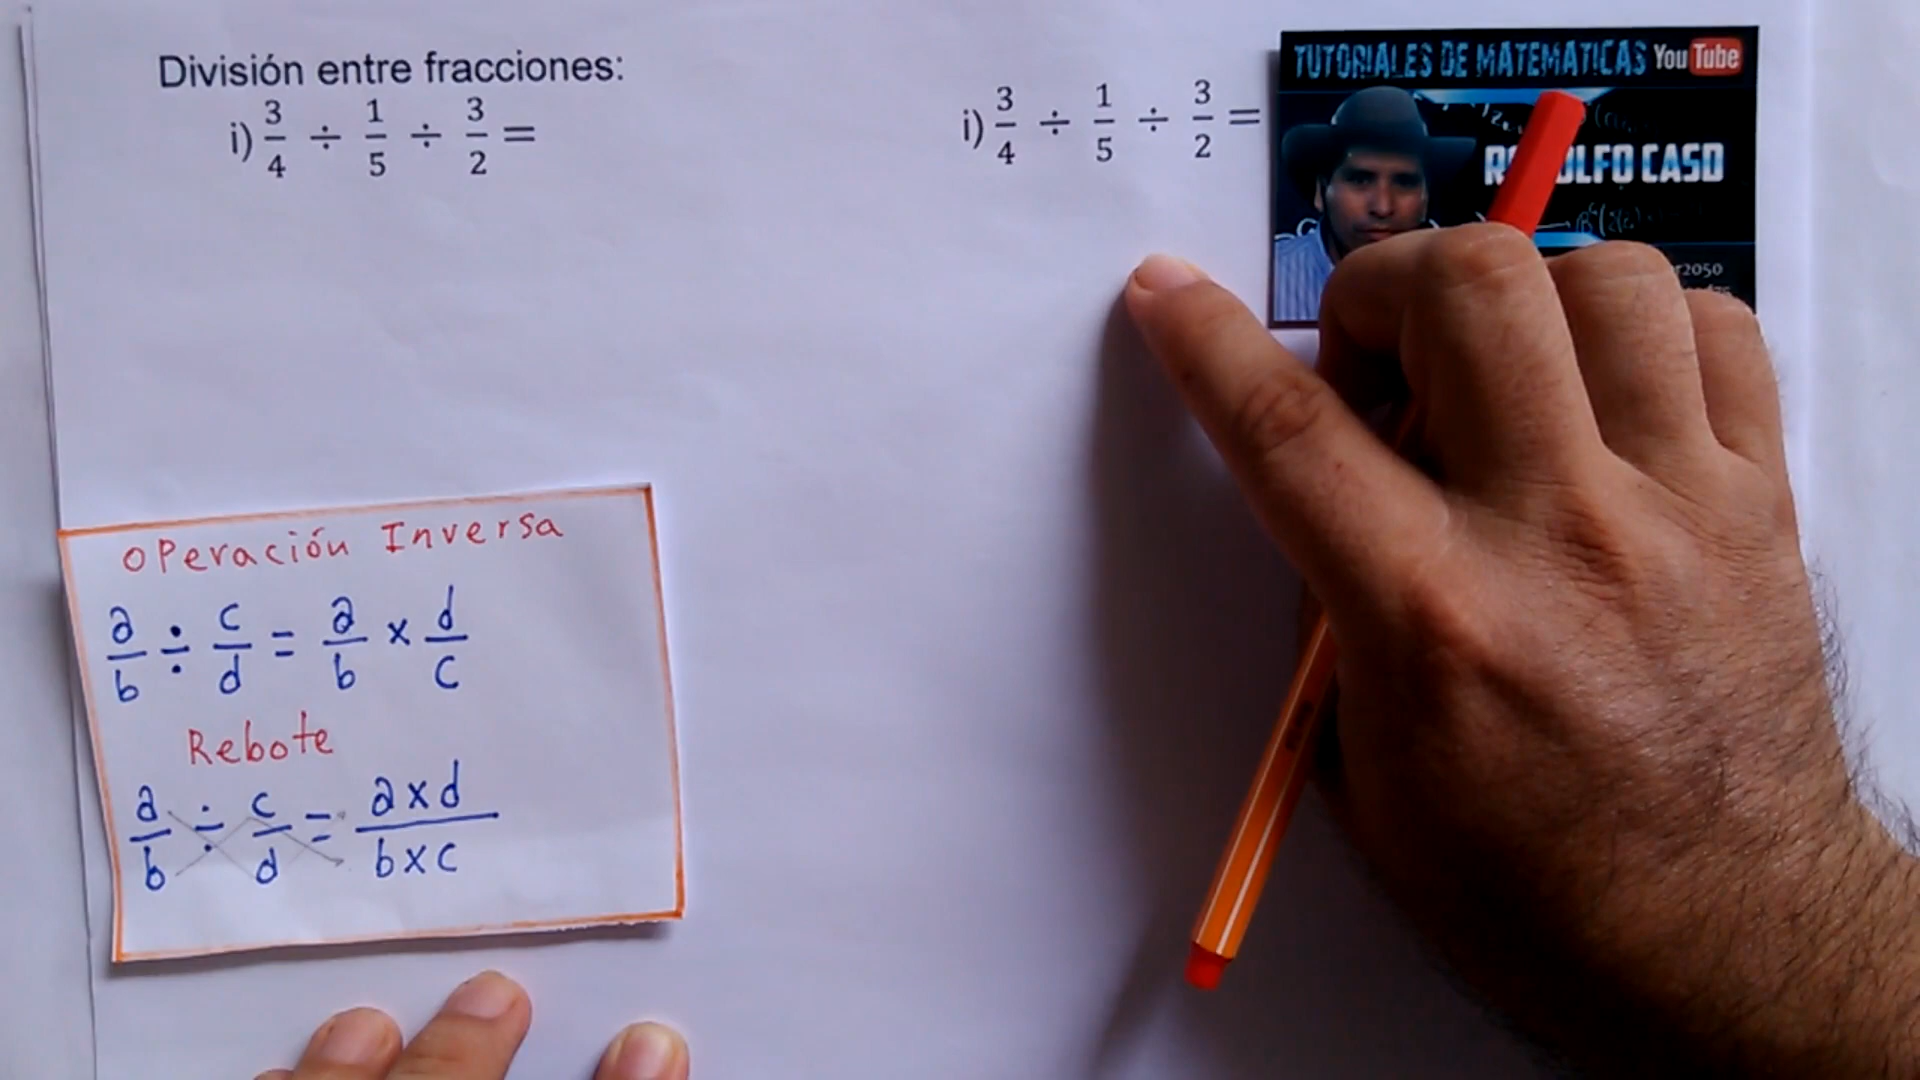 División entre fracciones:
i) 3/4 ÷ 1/5 ÷ 3/2 =
i) 3/4 ÷ 1/5 ÷ 3/2 =
TUTORIALES DE MATEMATICAS YouTube
CASO
r2050
Operación Inversa
a/b ÷ c/d = a/b x d/c
Rebote
a/b ÷ c/d = a x d / b x c